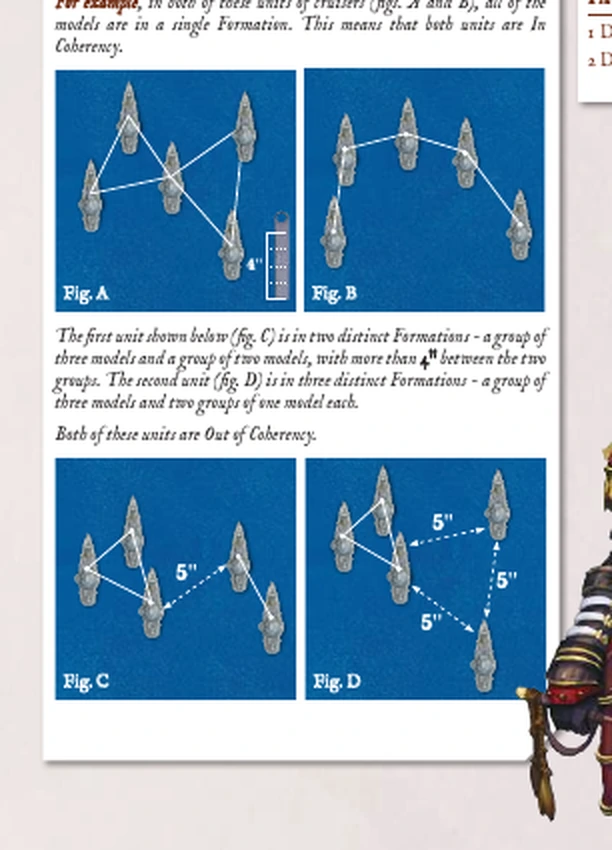 For example, in both of these units of cruisers (figs. A and B), all of the
models are in a single Formation. This means that both units are In
Coherency.
4"
Fig. A
Fig. B
The first unit shown below (fig. C) is in two distinct Formations - a group of
three models and a group of two models, with more than 4" between the two
groups. The second unit (fig. D) is in three distinct Formations - a group of
three models and two groups of one model each.
Both of these units are Out of Coherency.
5"
Fig. C
5"
5"
5"
Fig. D
1 D
2 D